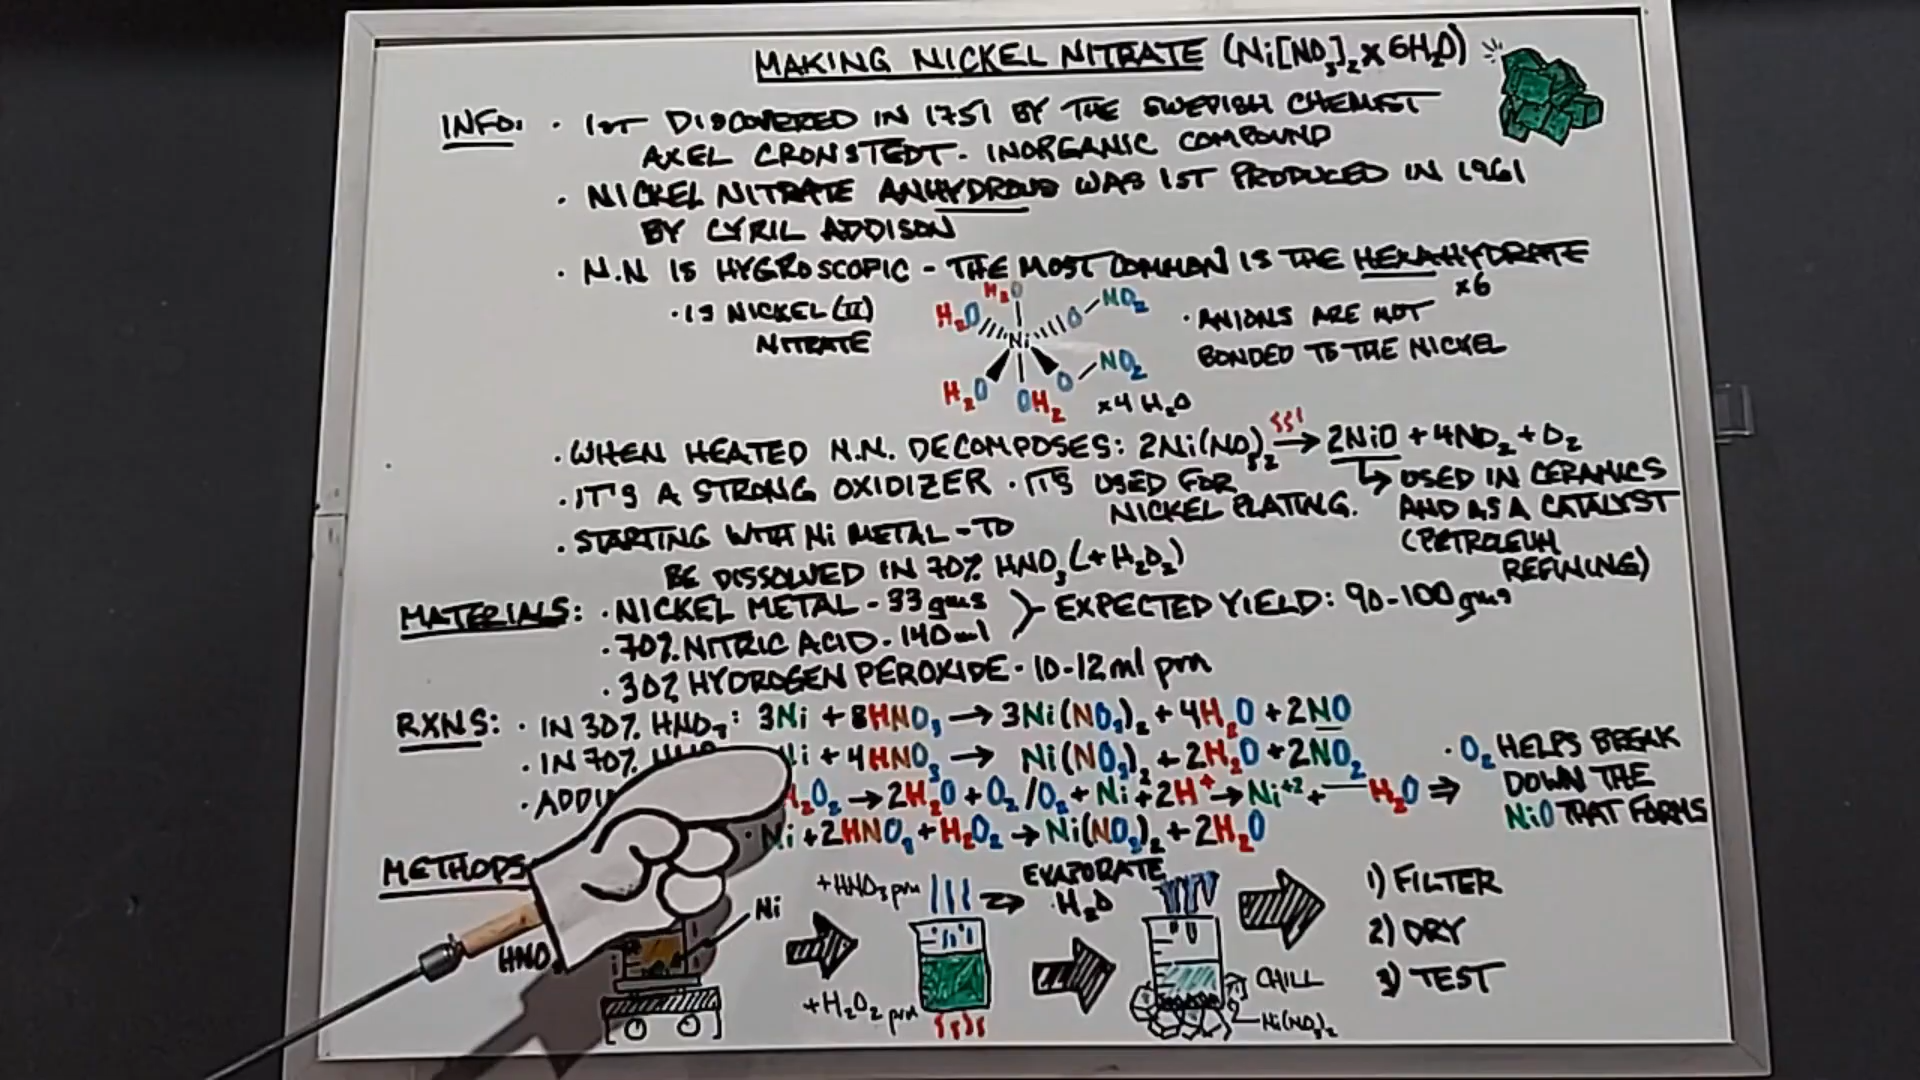 MAKING NICKEL NITRATE (Ni[NO3]2 x 6H2O)
INFO: · 1ST DISCOVERED IN 1751 BY THE SWEDISH CHEMIST
AXEL CRONSTEDT - INORGANIC COMPOUND
· NICKEL NITRATE ANHYDROUS WAS 1ST PRODUCED IN 1961
BY CYRIL ADDISON
· N.N IS HYGROSCOPIC - THE MOST COMMON IS THE HEXAHYDRATE
x6
· IS NICKEL (II)
NITRATE
H2O
H2O
O - NO2
Ni
O - NO2
H2O
OH2
x4 H2O
· ANIONS ARE NOT
BONDED TO THE NICKEL
· WHEN HEATED N.N. DECOMPOSES: 2Ni(NO3)2 → 2NiO + 4NO2 + O2
↳ USED IN CERAMICS
AND AS A CATALYST
(PETROLEUM
REFINING)
· IT'S A STRONG OXIDIZER · IT'S USED FOR
NICKEL PLATING.
· STARTING WITH Ni METAL - TO
BE DISSOLVED IN 70% HNO3 (+ H2O2)
MATERIALS: · NICKEL METAL - 33 gms
· 70% NITRIC ACID - 140ml
EXPECTED YIELD: 90-100 gms
· 30% HYDROGEN PEROXIDE - 10-12 ml prn
RXNS: · IN 30% HNO3: 3Ni + 8HNO3 → 3Ni(NO3)2 + 4H2O + 2NO
· IN 70% Ni + 4HNO3 → Ni(NO3)2 + 2H2O + 2NO2
· H2O2 → 2H2O + O2 / O2 + Ni + 2H+ → Ni+2 + H2O ⇒
· Ni + 2HNO3 + H2O2 → Ni(NO3)2 + 2H2O
· O2 HELPS BREAK
DOWN THE
NiO THAT FORMS
METHODS
HNO3
Ni
+HNO3 prn
+H2O2 prn
EVAPORATE
H2O
CHILL
Ni(NO3)2
1) FILTER
2) DRY
3) TEST